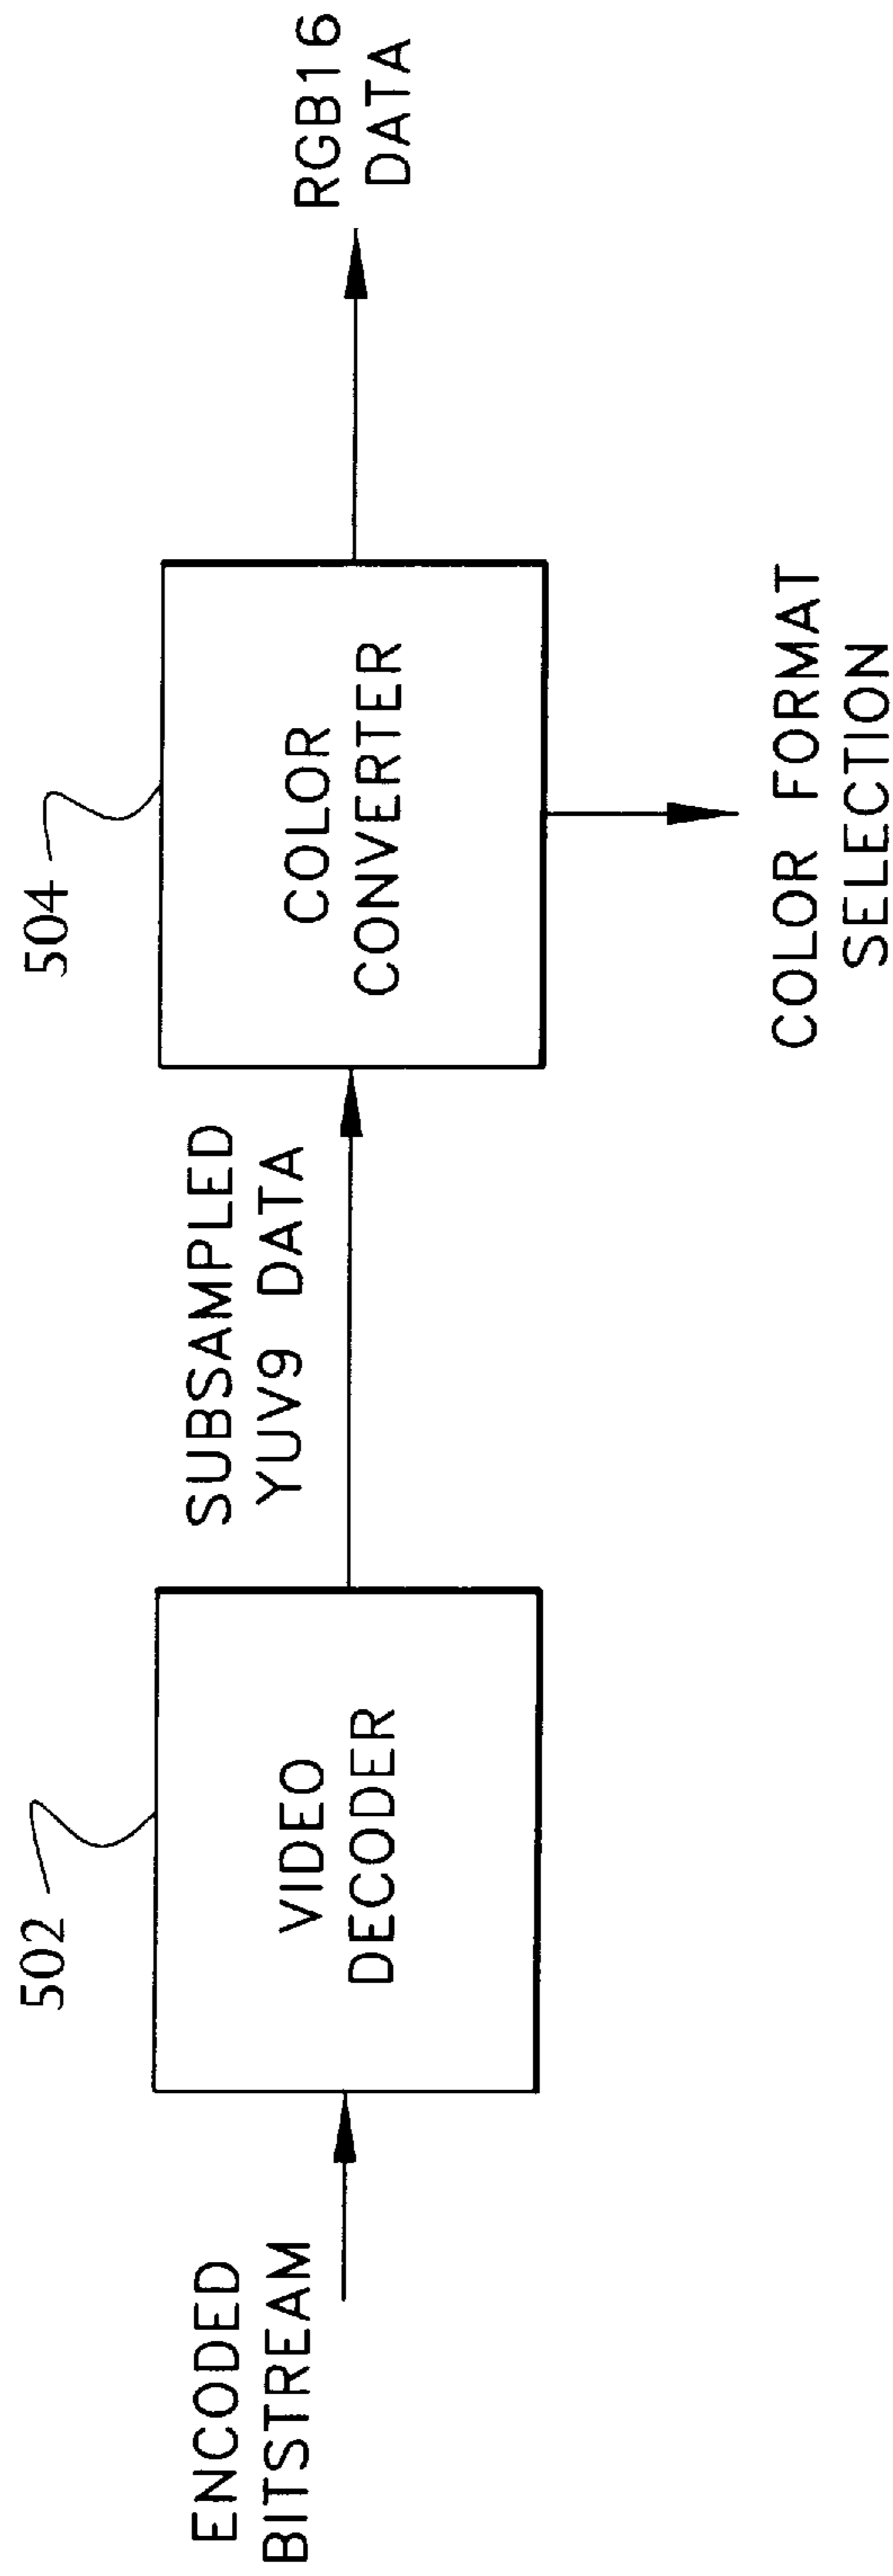 ENCODED
BITSTREAM
502
VIDEO
DECODER
SUBSAMPLED
YUV9 DATA
504
COLOR
CONVERTER
RGB16
DATA
COLOR FORMAT
SELECTION